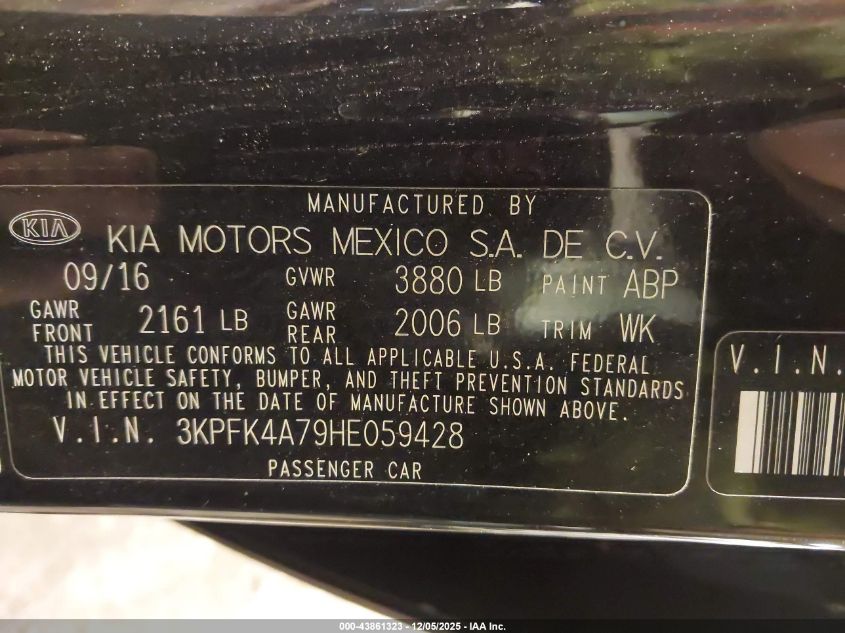 MANUFACTURED BY
KIA KIA MOTORS MEXICO S.A. DE C.V.
09/16 GVWR 3880 LB PAINT ABP
GAWR FRONT 2161 LB GAWR REAR 2006 LB TRIM WK
THIS VEHICLE CONFORMS TO ALL APPLICABLE U.S.A. FEDERAL
MOTOR VEHICLE SAFETY, BUMPER, AND THEFT PREVENTION STANDARDS
IN EFFECT ON THE DATE OF MANUFACTURE SHOWN ABOVE.
V.I.N. 3KPFK4A79HE059428
PASSENGER CAR
V.I.N.
000-43861323 - 12/05/2025 - IAA Inc.